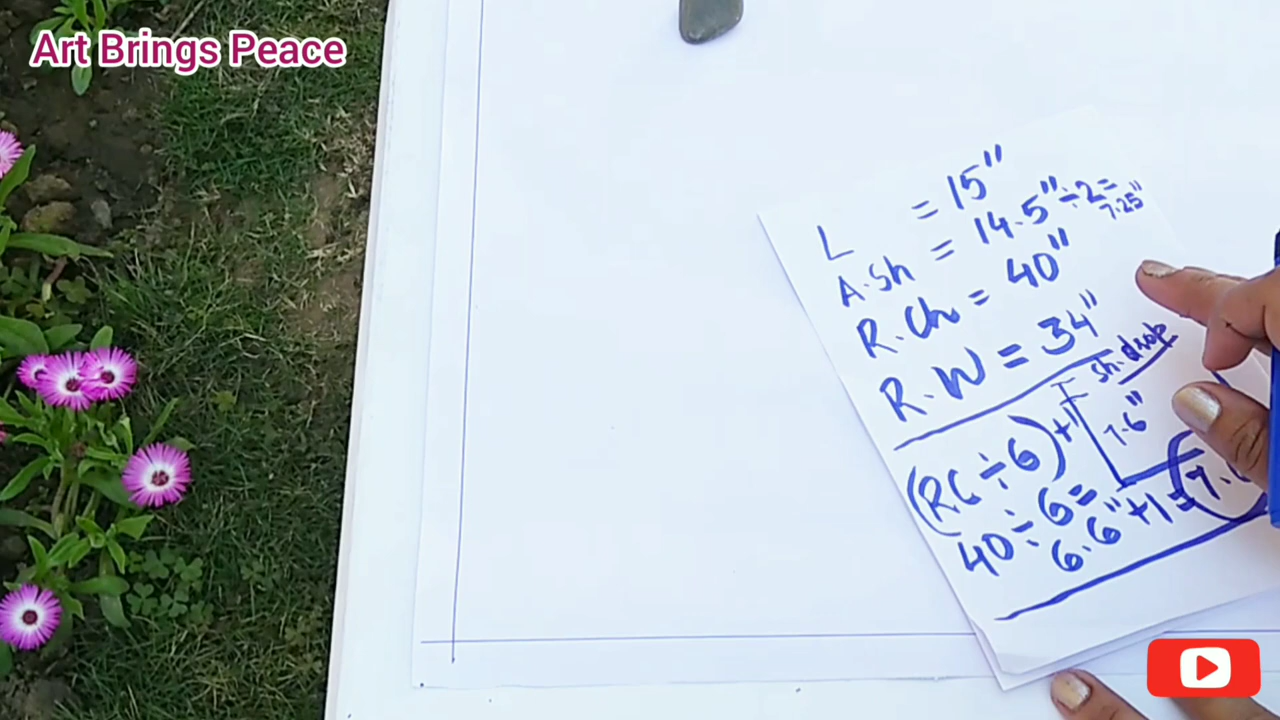 Art Brings Peace
L = 15"
A.Sh = 14.5" ÷ 2 =
7.25"
R.Ch = 40"
R.W = 34"
sh.drop
(RC ÷ 6) + 1"
7.6"
40 ÷ 6 =
6.6" + 1 =